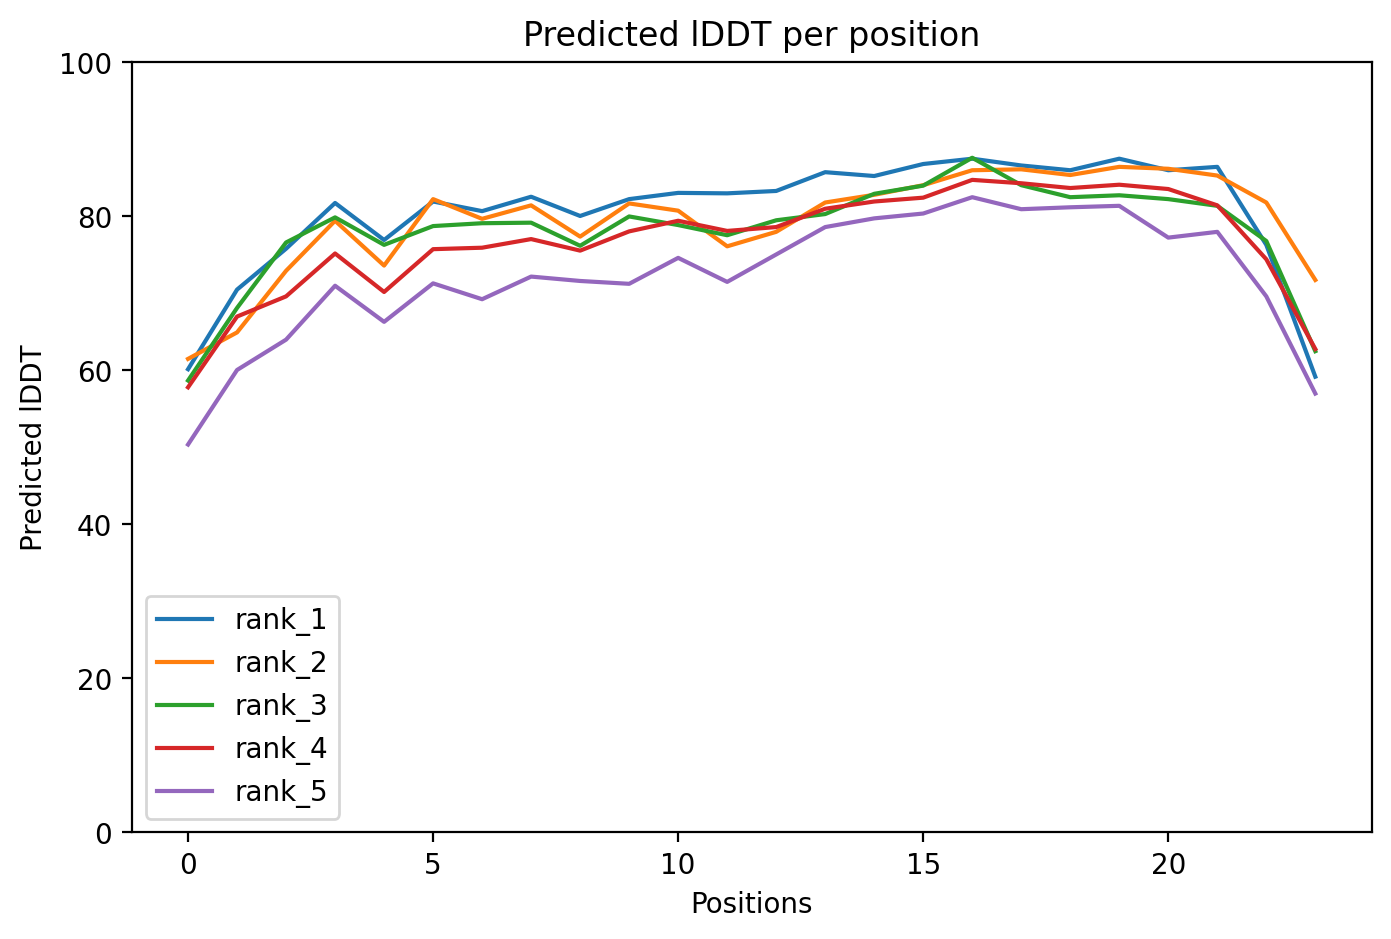 Predicted lDDT per position
100
80
60
40
20
0
Predicted lDDT
rank_1
rank_2
rank_3
rank_4
rank_5
0 5 10 15 20
Positions